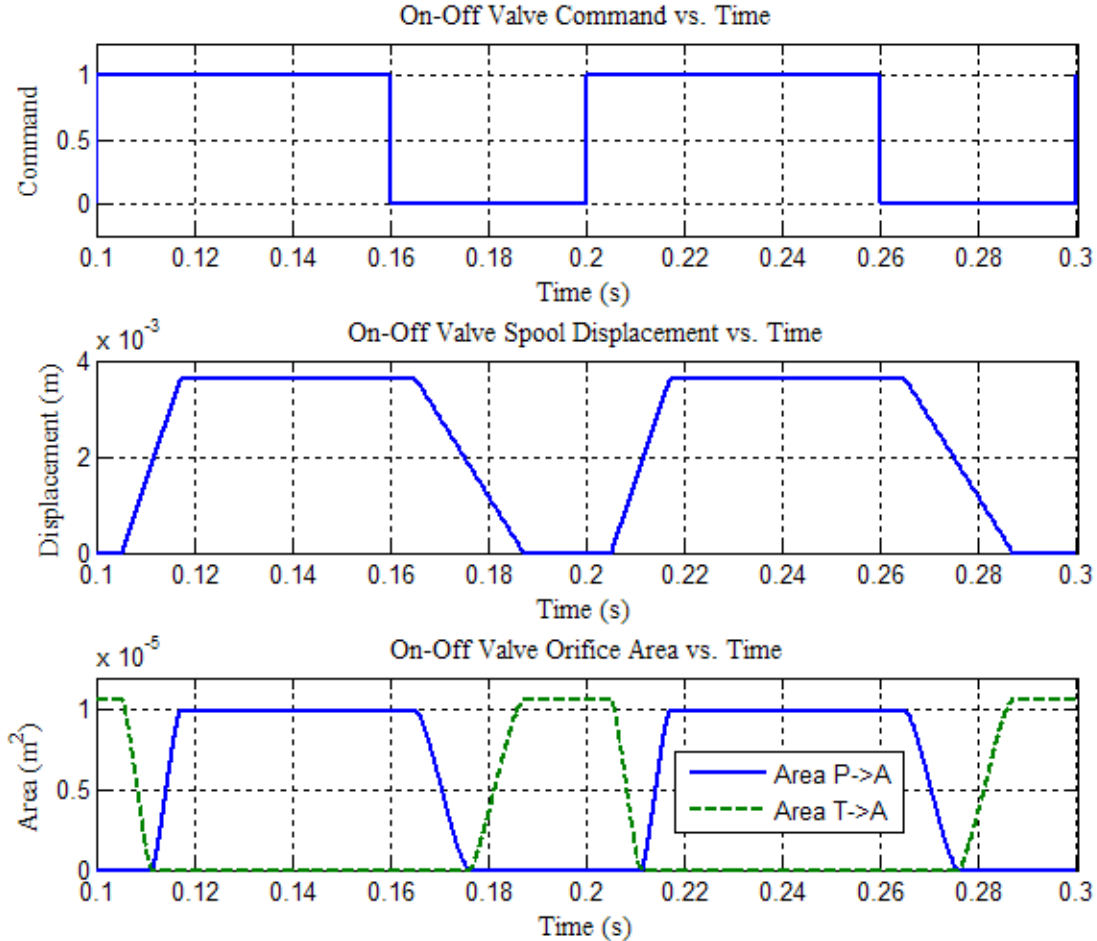 On-Off Valve Command vs. Time
1
0.5
0
Command
0.1 0.12 0.14 0.16 0.18 0.2 0.22 0.24 0.26 0.28 0.3
Time (s)
x 10-3
On-Off Valve Spool Displacement vs. Time
4
2
0
Displacement (m)
0.1 0.12 0.14 0.16 0.18 0.2 0.22 0.24 0.26 0.28 0.3
Time (s)
x 10-5
On-Off Valve Orifice Area vs. Time
1
0.5
0
Area (m2)
Area P->A
Area T->A
0.1 0.12 0.14 0.16 0.18 0.2 0.22 0.24 0.26 0.28 0.3
Time (s)